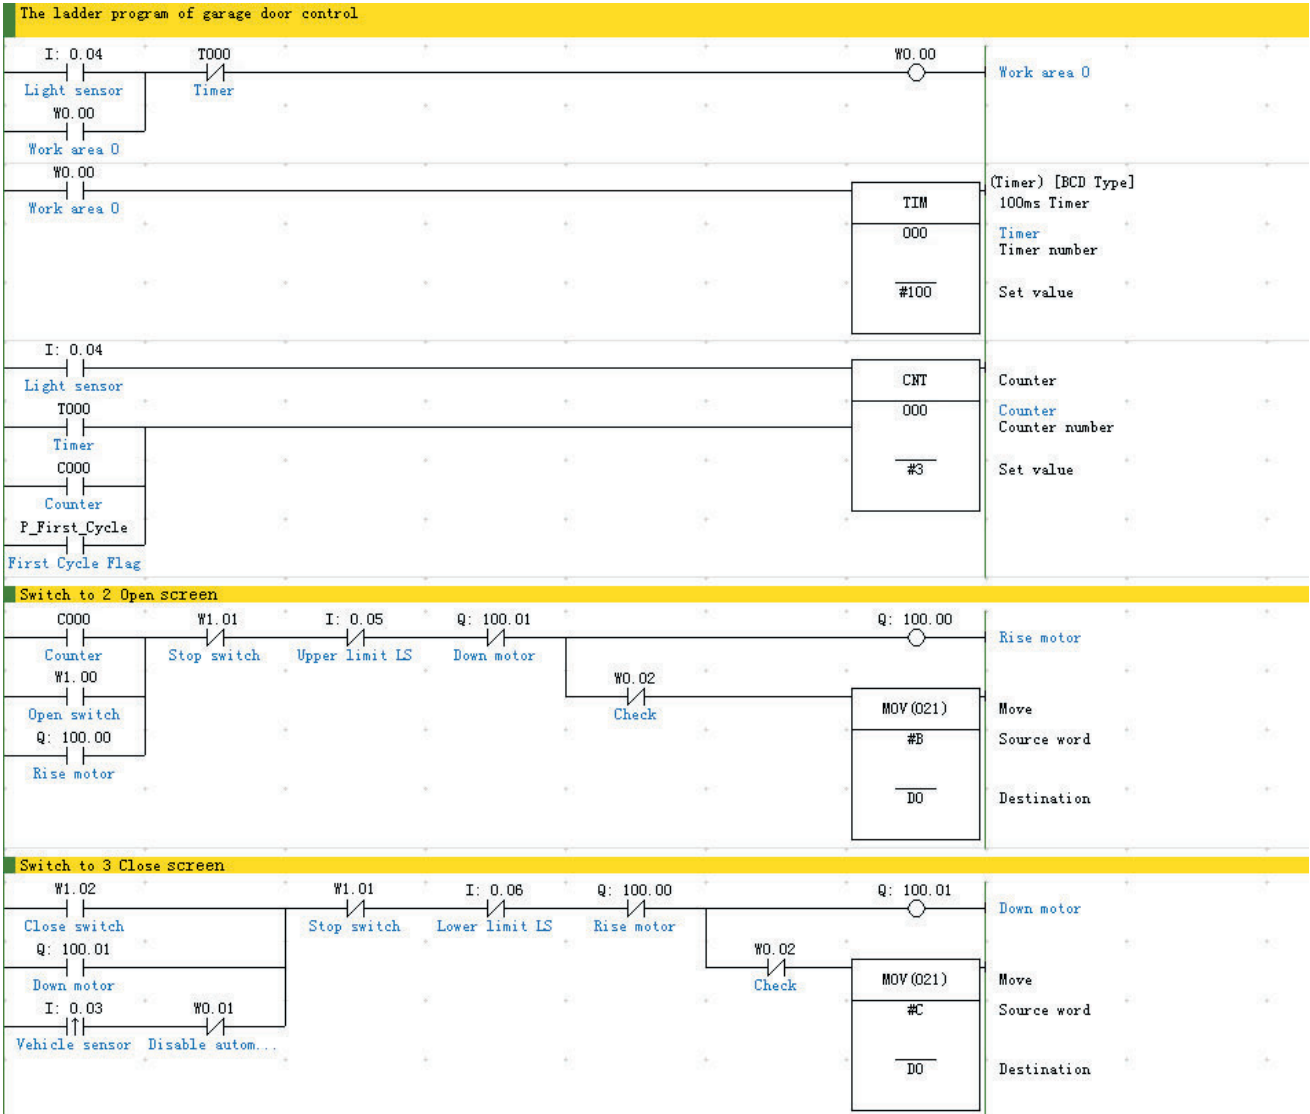 The ladder program of garage door control
I: 0.04 T000 W0.00
Work area 0
Light sensor Timer
W0.00
Work area 0
W0.00
(Timer) [BCD Type]
Work area 0 TIM 100ms Timer
000 Timer
Timer number
#100 Set value
I: 0.04
Light sensor CNT Counter
T000 000 Counter
Counter number
Timer
C000 #3 Set value
Counter
P_First_Cycle
First Cycle Flag
Switch to 2 Open screen
C000 W1.01 I: 0.05 Q: 100.01 Q: 100.00
Rise motor
Counter Stop switch Upper limit LS Down motor
W1.00 W0.02
Open switch Check MOV(021) Move
Q: 100.00 #B Source word
Rise motor
D0 Destination
Switch to 3 Close screen
W1.02 W1.01 I: 0.06 Q: 100.00 Q: 100.01
Down motor
Close switch Stop switch Lower limit LS Rise motor
Q: 100.01 W0.02
Down motor Check MOV(021) Move
I: 0.03 W0.01 #C Source word
Vehicle sensor Disable autom...
D0 Destination